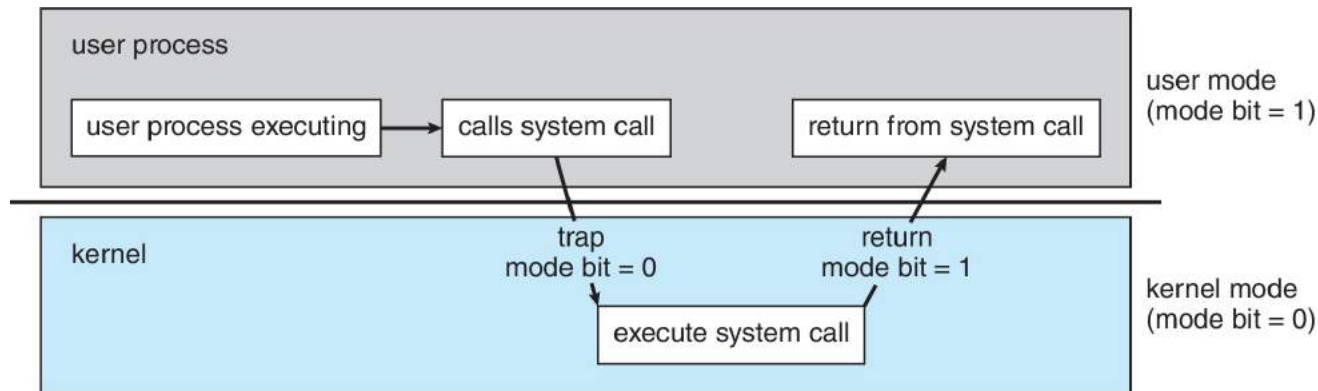 user process
user process executing
calls system call
return from system call
user mode
(mode bit = 1)
kernel
trap
mode bit = 0
return
mode bit = 1
execute system call
kernel mode
(mode bit = 0)